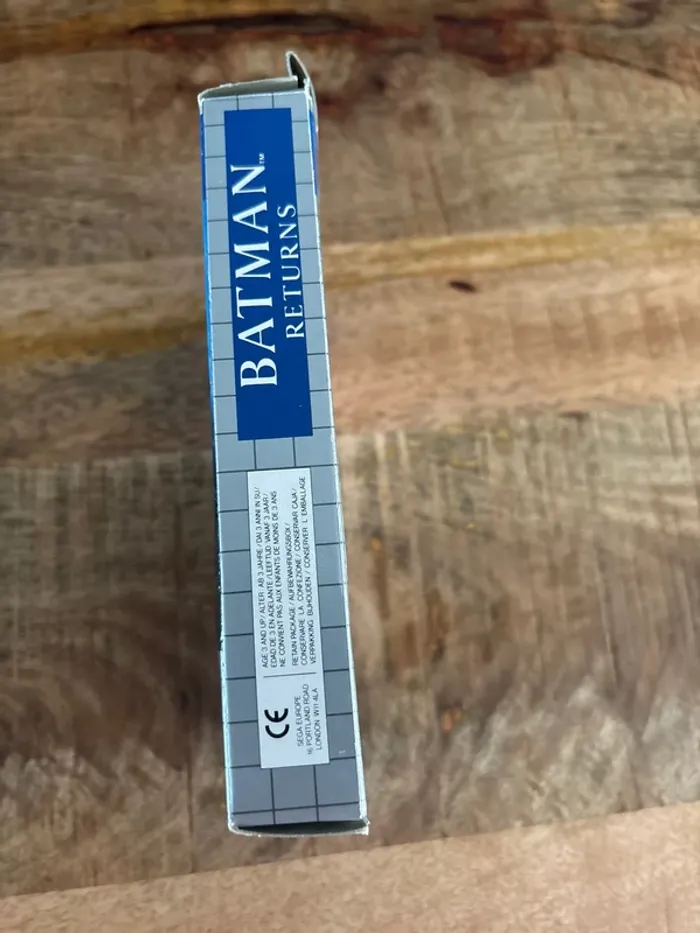 BATMAN™
RETURNS
AGE 3 AND UP / ALTER: AB 3 JAHRE / DAI 3 ANNI IN SU /
EDAD DE 3 EN ADELANTE / LEEFTIJD VANAF 3 JAAR /
NE CONVIENT PAS AUX ENFANTS DE MOINS DE 3 ANS
RETAIN PACKAGE / AUFBEWAHRUNGSBOX /
CONSERVARE LA CONFEZIONE / CONSERVAR CAJA /
VERPAKKING BIJHOUDEN / CONSERVER L'EMBALLAGE
CE
SEGA EUROPE
16 PORTLAND ROAD
LONDON W11 4LA